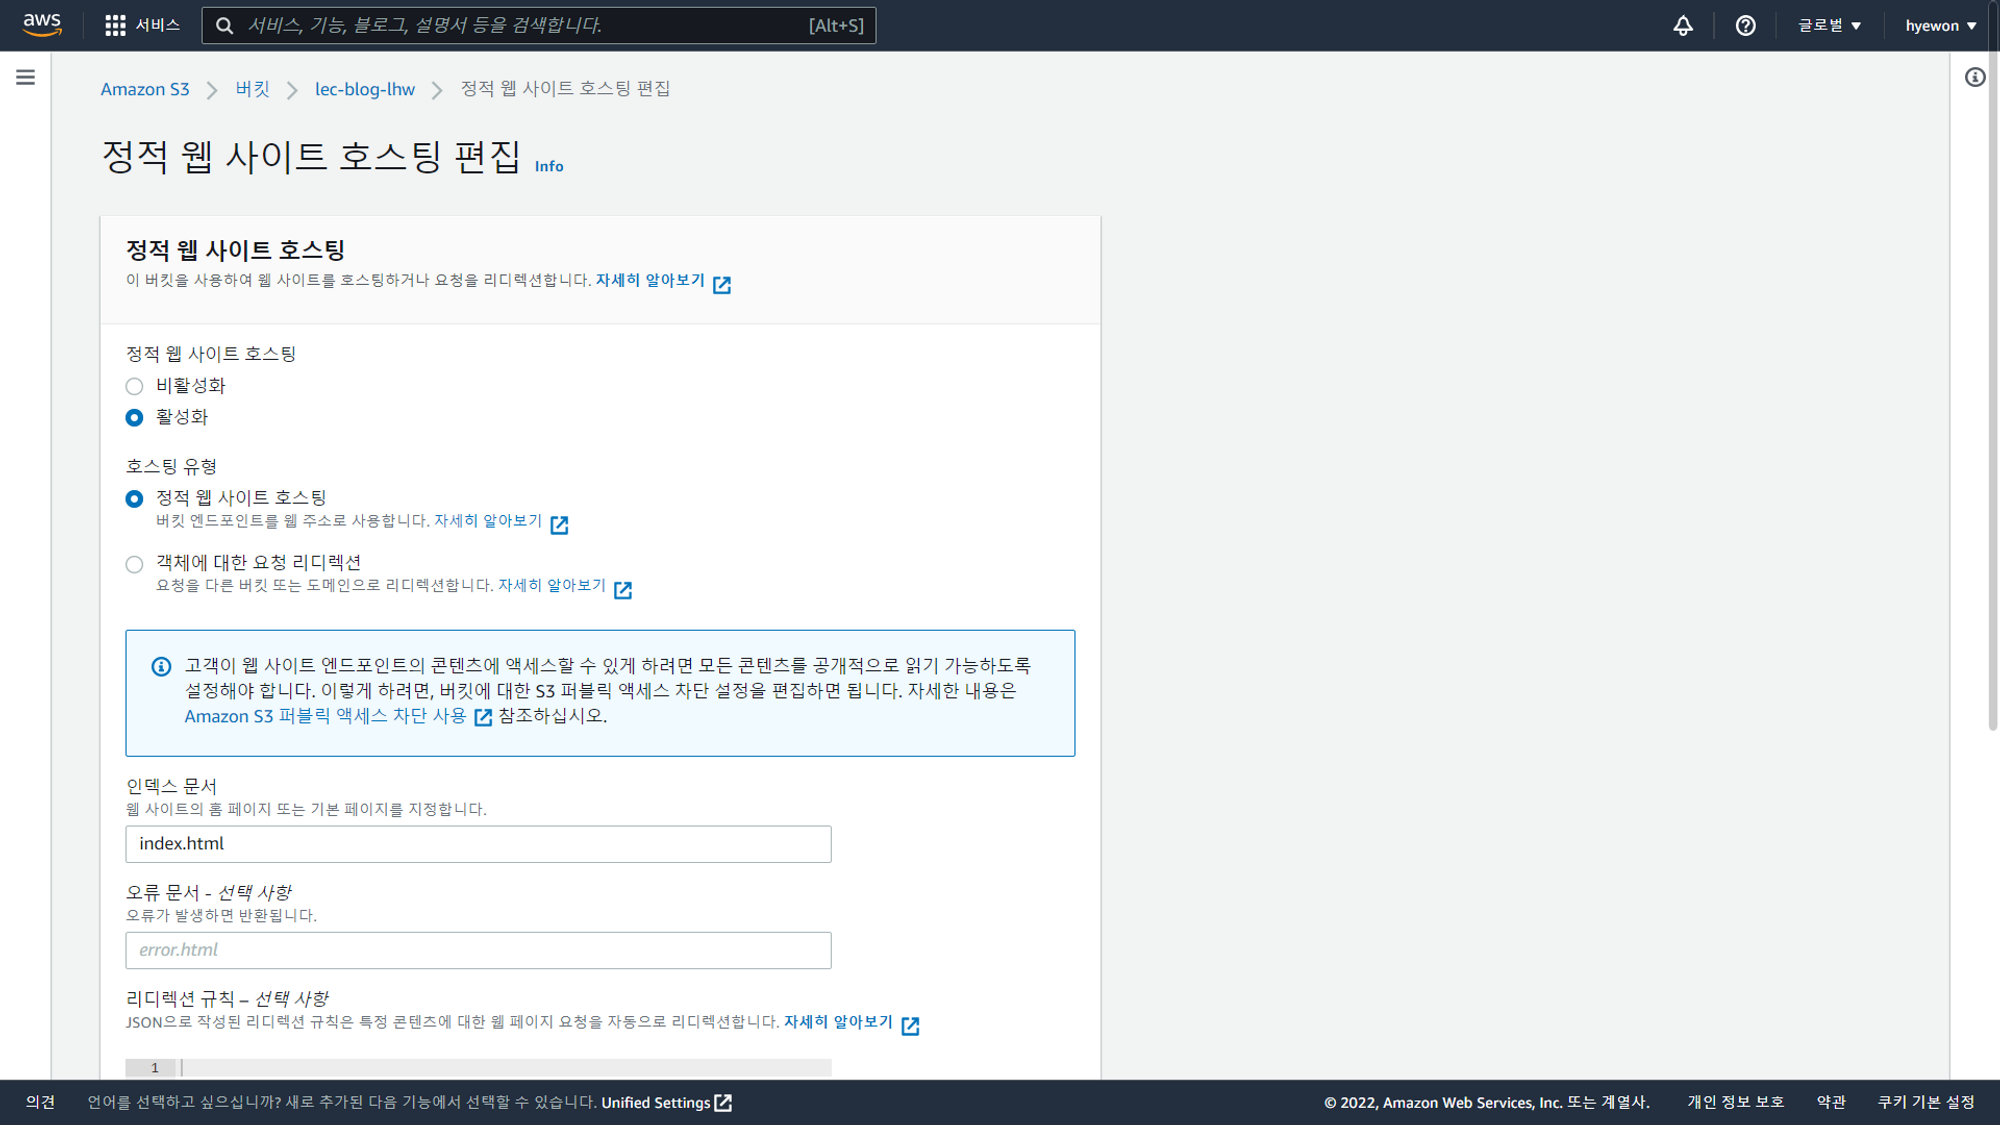 aws
서비스
서비스, 기능, 블로그, 설명서 등을 검색합니다.
[Alt+S]
글로벌
hyewon
Amazon S3
버킷
lec-blog-lhw
정적 웹 사이트 호스팅 편집
정적 웹 사이트 호스팅 편집 Info
정적 웹 사이트 호스팅
이 버킷을 사용하여 웹 사이트를 호스팅하거나 요청을 리디렉션합니다. 자세히 알아보기
정적 웹 사이트 호스팅
비활성화
활성화
호스팅 유형
정적 웹 사이트 호스팅
버킷 엔드포인트를 웹 주소로 사용합니다. 자세히 알아보기
객체에 대한 요청 리디렉션
요청을 다른 버킷 또는 도메인으로 리디렉션합니다. 자세히 알아보기
고객이 웹 사이트 엔드포인트의 콘텐츠에 액세스할 수 있게 하려면 모든 콘텐츠를 공개적으로 읽기 가능하도록
설정해야 합니다. 이렇게 하려면, 버킷에 대한 S3 퍼블릭 액세스 차단 설정을 편집하면 됩니다. 자세한 내용은
Amazon S3 퍼블릭 액세스 차단 사용 참조하십시오.
인덱스 문서
웹 사이트의 홈 페이지 또는 기본 페이지를 지정합니다.
index.html
오류 문서 - 선택 사항
오류가 발생하면 반환됩니다.
error.html
리디렉션 규칙 – 선택 사항
JSON으로 작성된 리디렉션 규칙은 특정 콘텐츠에 대한 웹 페이지 요청을 자동으로 리디렉션합니다. 자세히 알아보기
1
의견
언어를 선택하고 싶으십니까? 새로 추가된 다음 기능에서 선택할 수 있습니다. Unified Settings
© 2022, Amazon Web Services, Inc. 또는 계열사.
개인 정보 보호
약관
쿠키 기본 설정